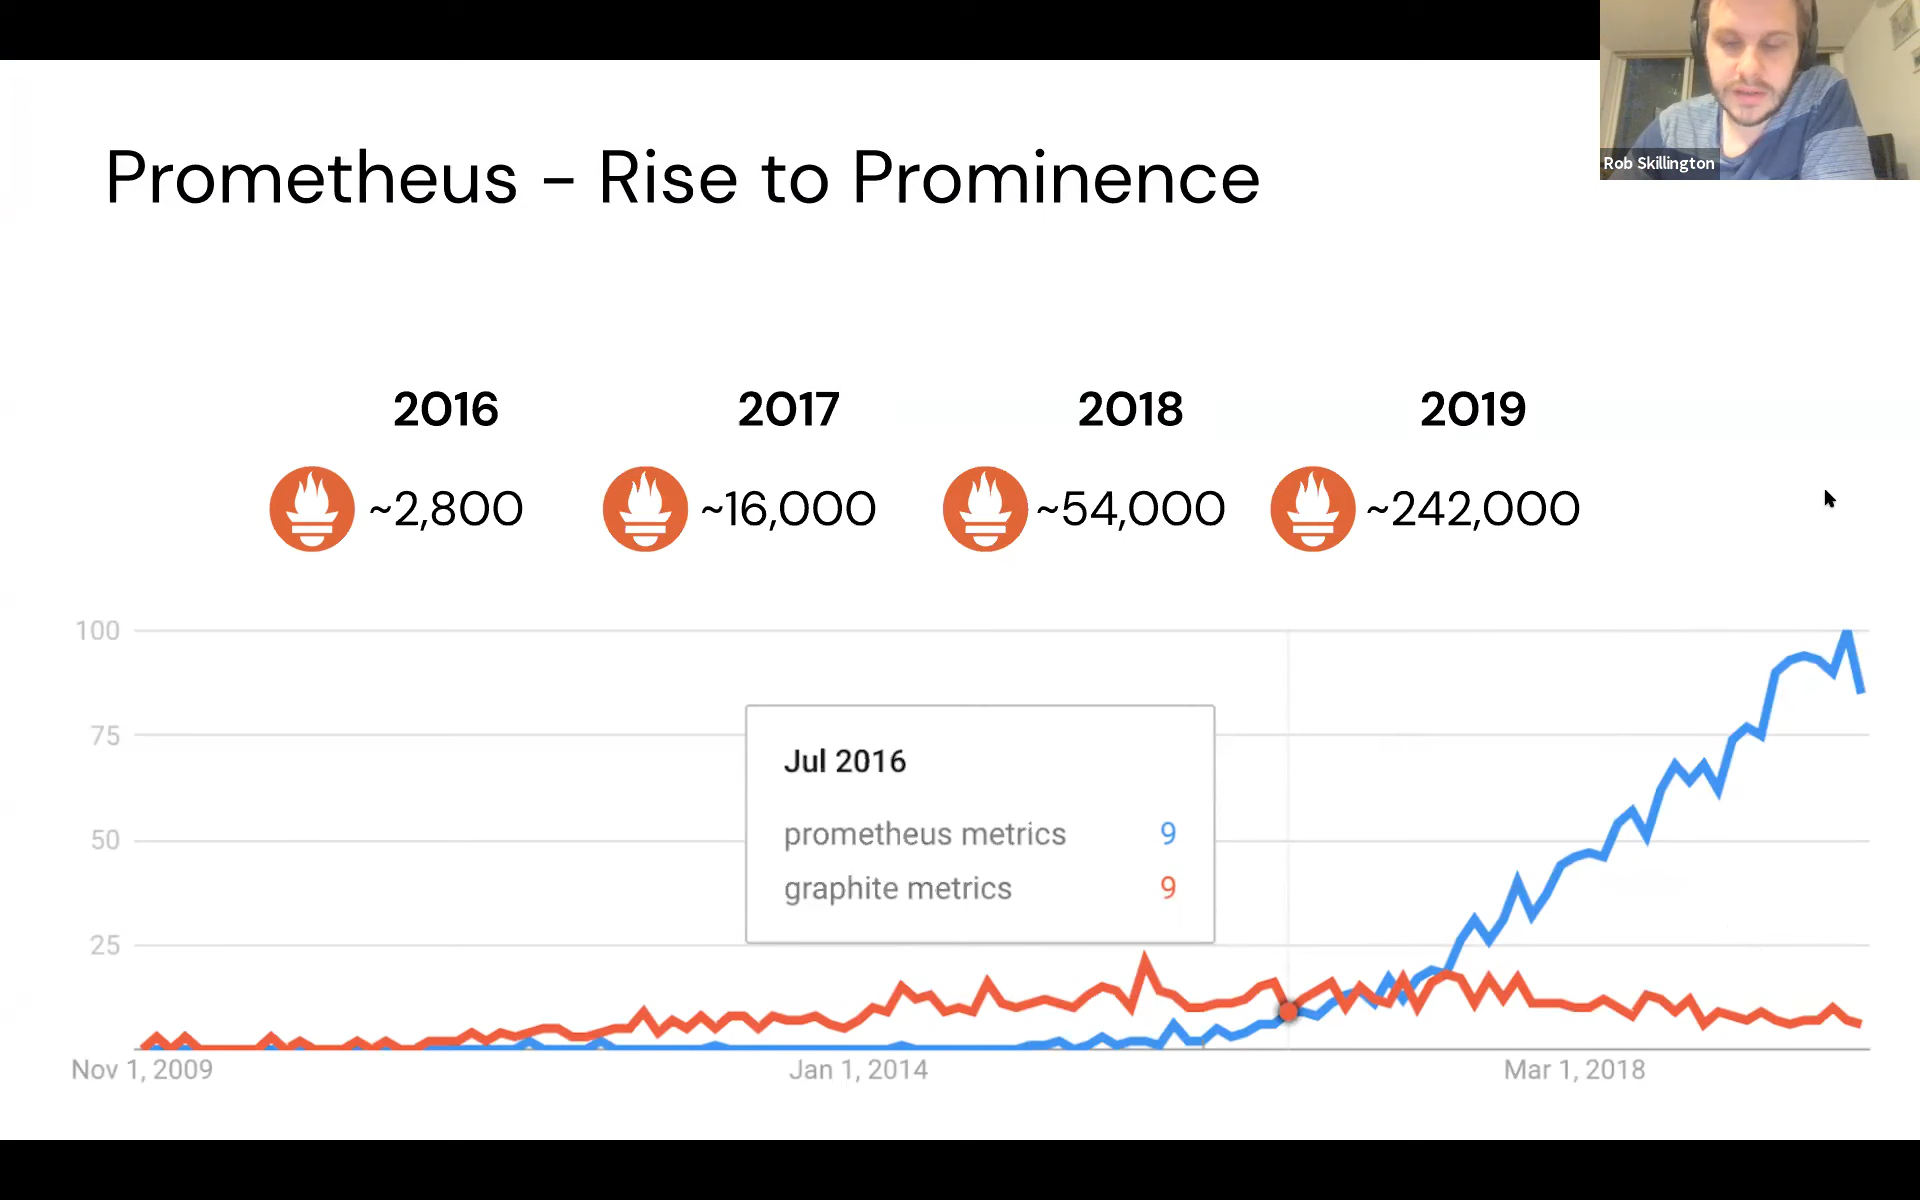 Rob Skillington
Prometheus – Rise to Prominence
2016 2017 2018 2019
~2,800 ~16,000 ~54,000 ~242,000
100
75
50
25
Jul 2016
prometheus metrics 9
graphite metrics 9
Nov 1, 2009 Jan 1, 2014 Mar 1, 2018